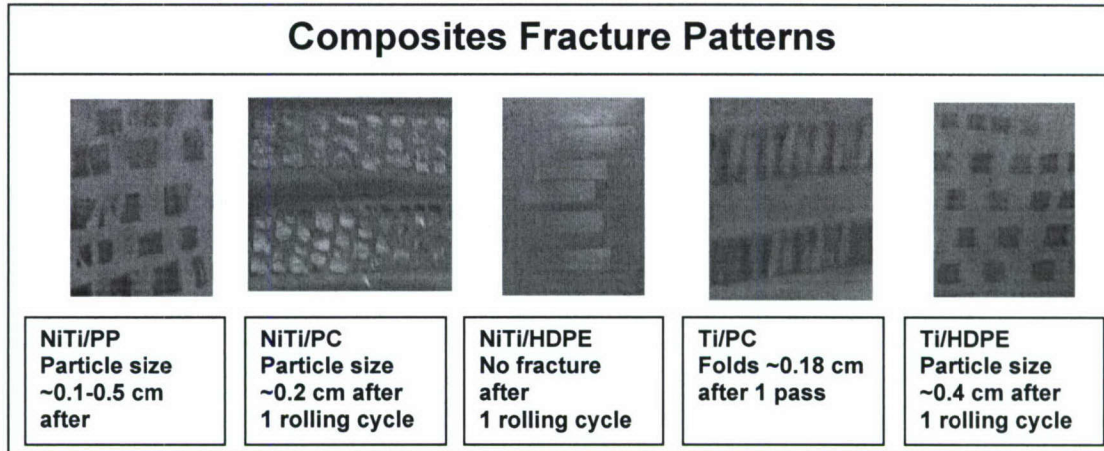 Composites Fracture Patterns
NiTi/PP
Particle size
~0.1-0.5 cm
after
NiTi/PC
Particle size
~0.2 cm after
1 rolling cycle
NiTi/HDPE
No fracture
after
1 rolling cycle
Ti/PC
Folds ~0.18 cm
after 1 pass
Ti/HDPE
Particle size
~0.4 cm after
1 rolling cycle